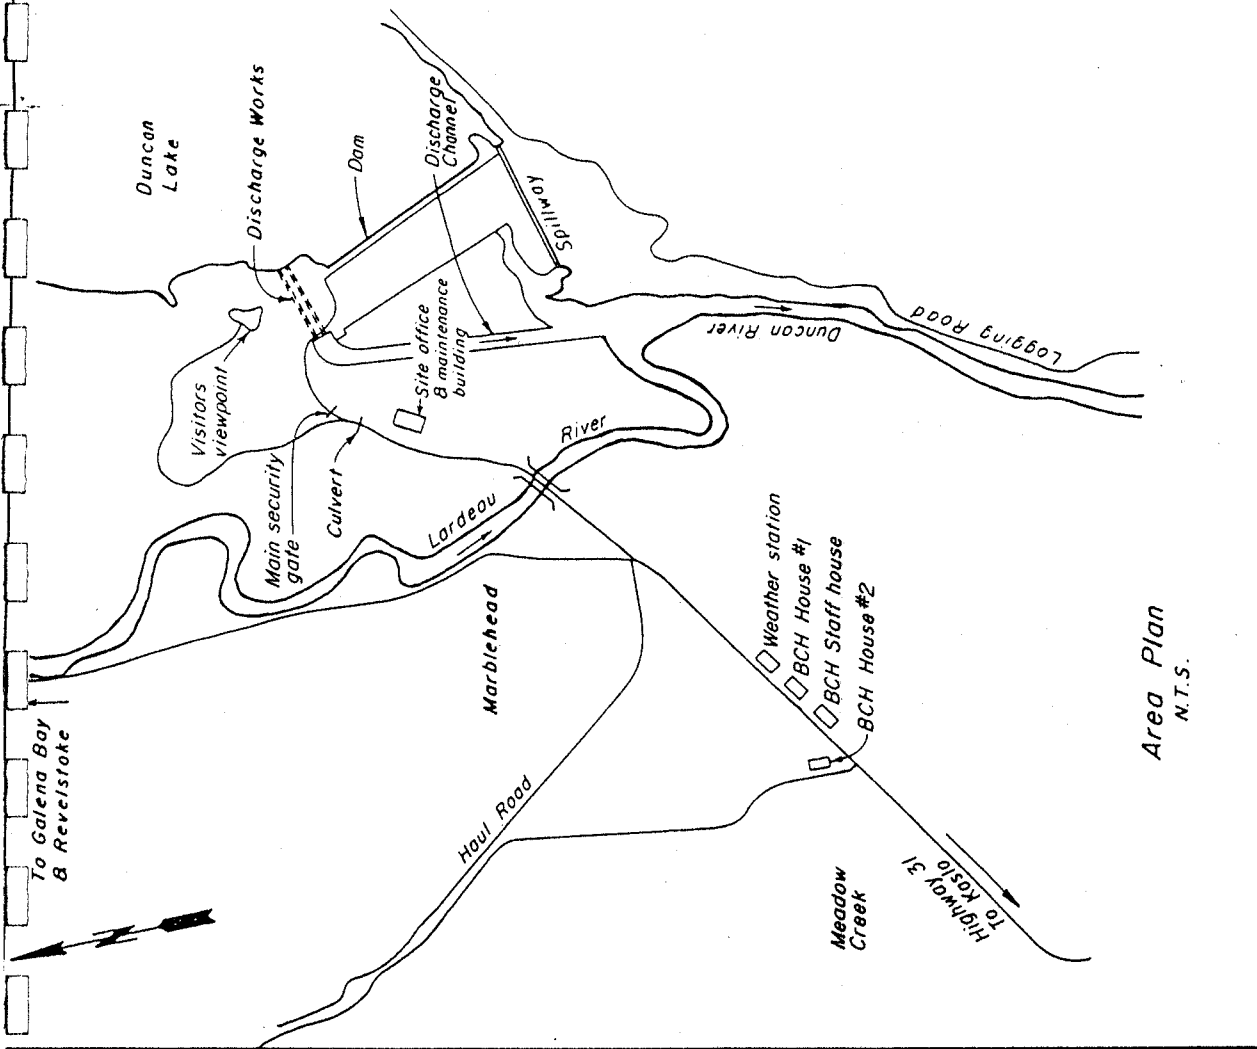 Duncan
Lake
Discharge Works
Dam
Discharge
Channel
Spillway
Visitors
viewpoint
Site office
& maintenance
building
Duncan River
Logging Road
Main security
gate
Culvert
Lardeau
River
Marblehead
Weather station
BCH House #1
BCH Staff house
BCH House #2
To Galena Bay
& Revelstoke
Haul Road
N
Meadow
Creek
Highway 31
To Kaslo
Area Plan
N.T.S.